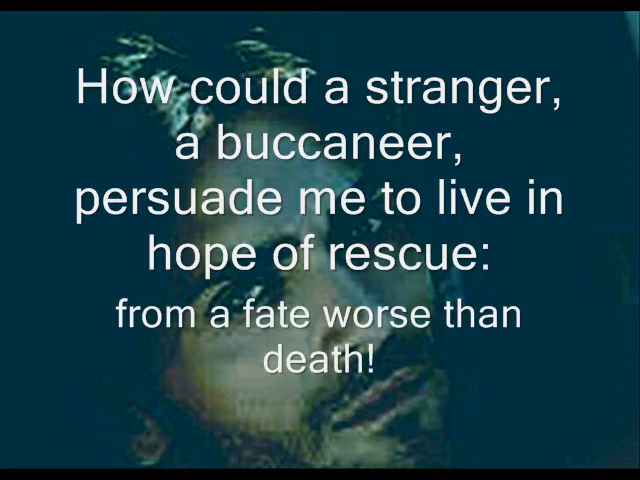 How could a stranger,
a buccaneer,
persuade me to live in
hope of rescue:
from a fate worse than
death!